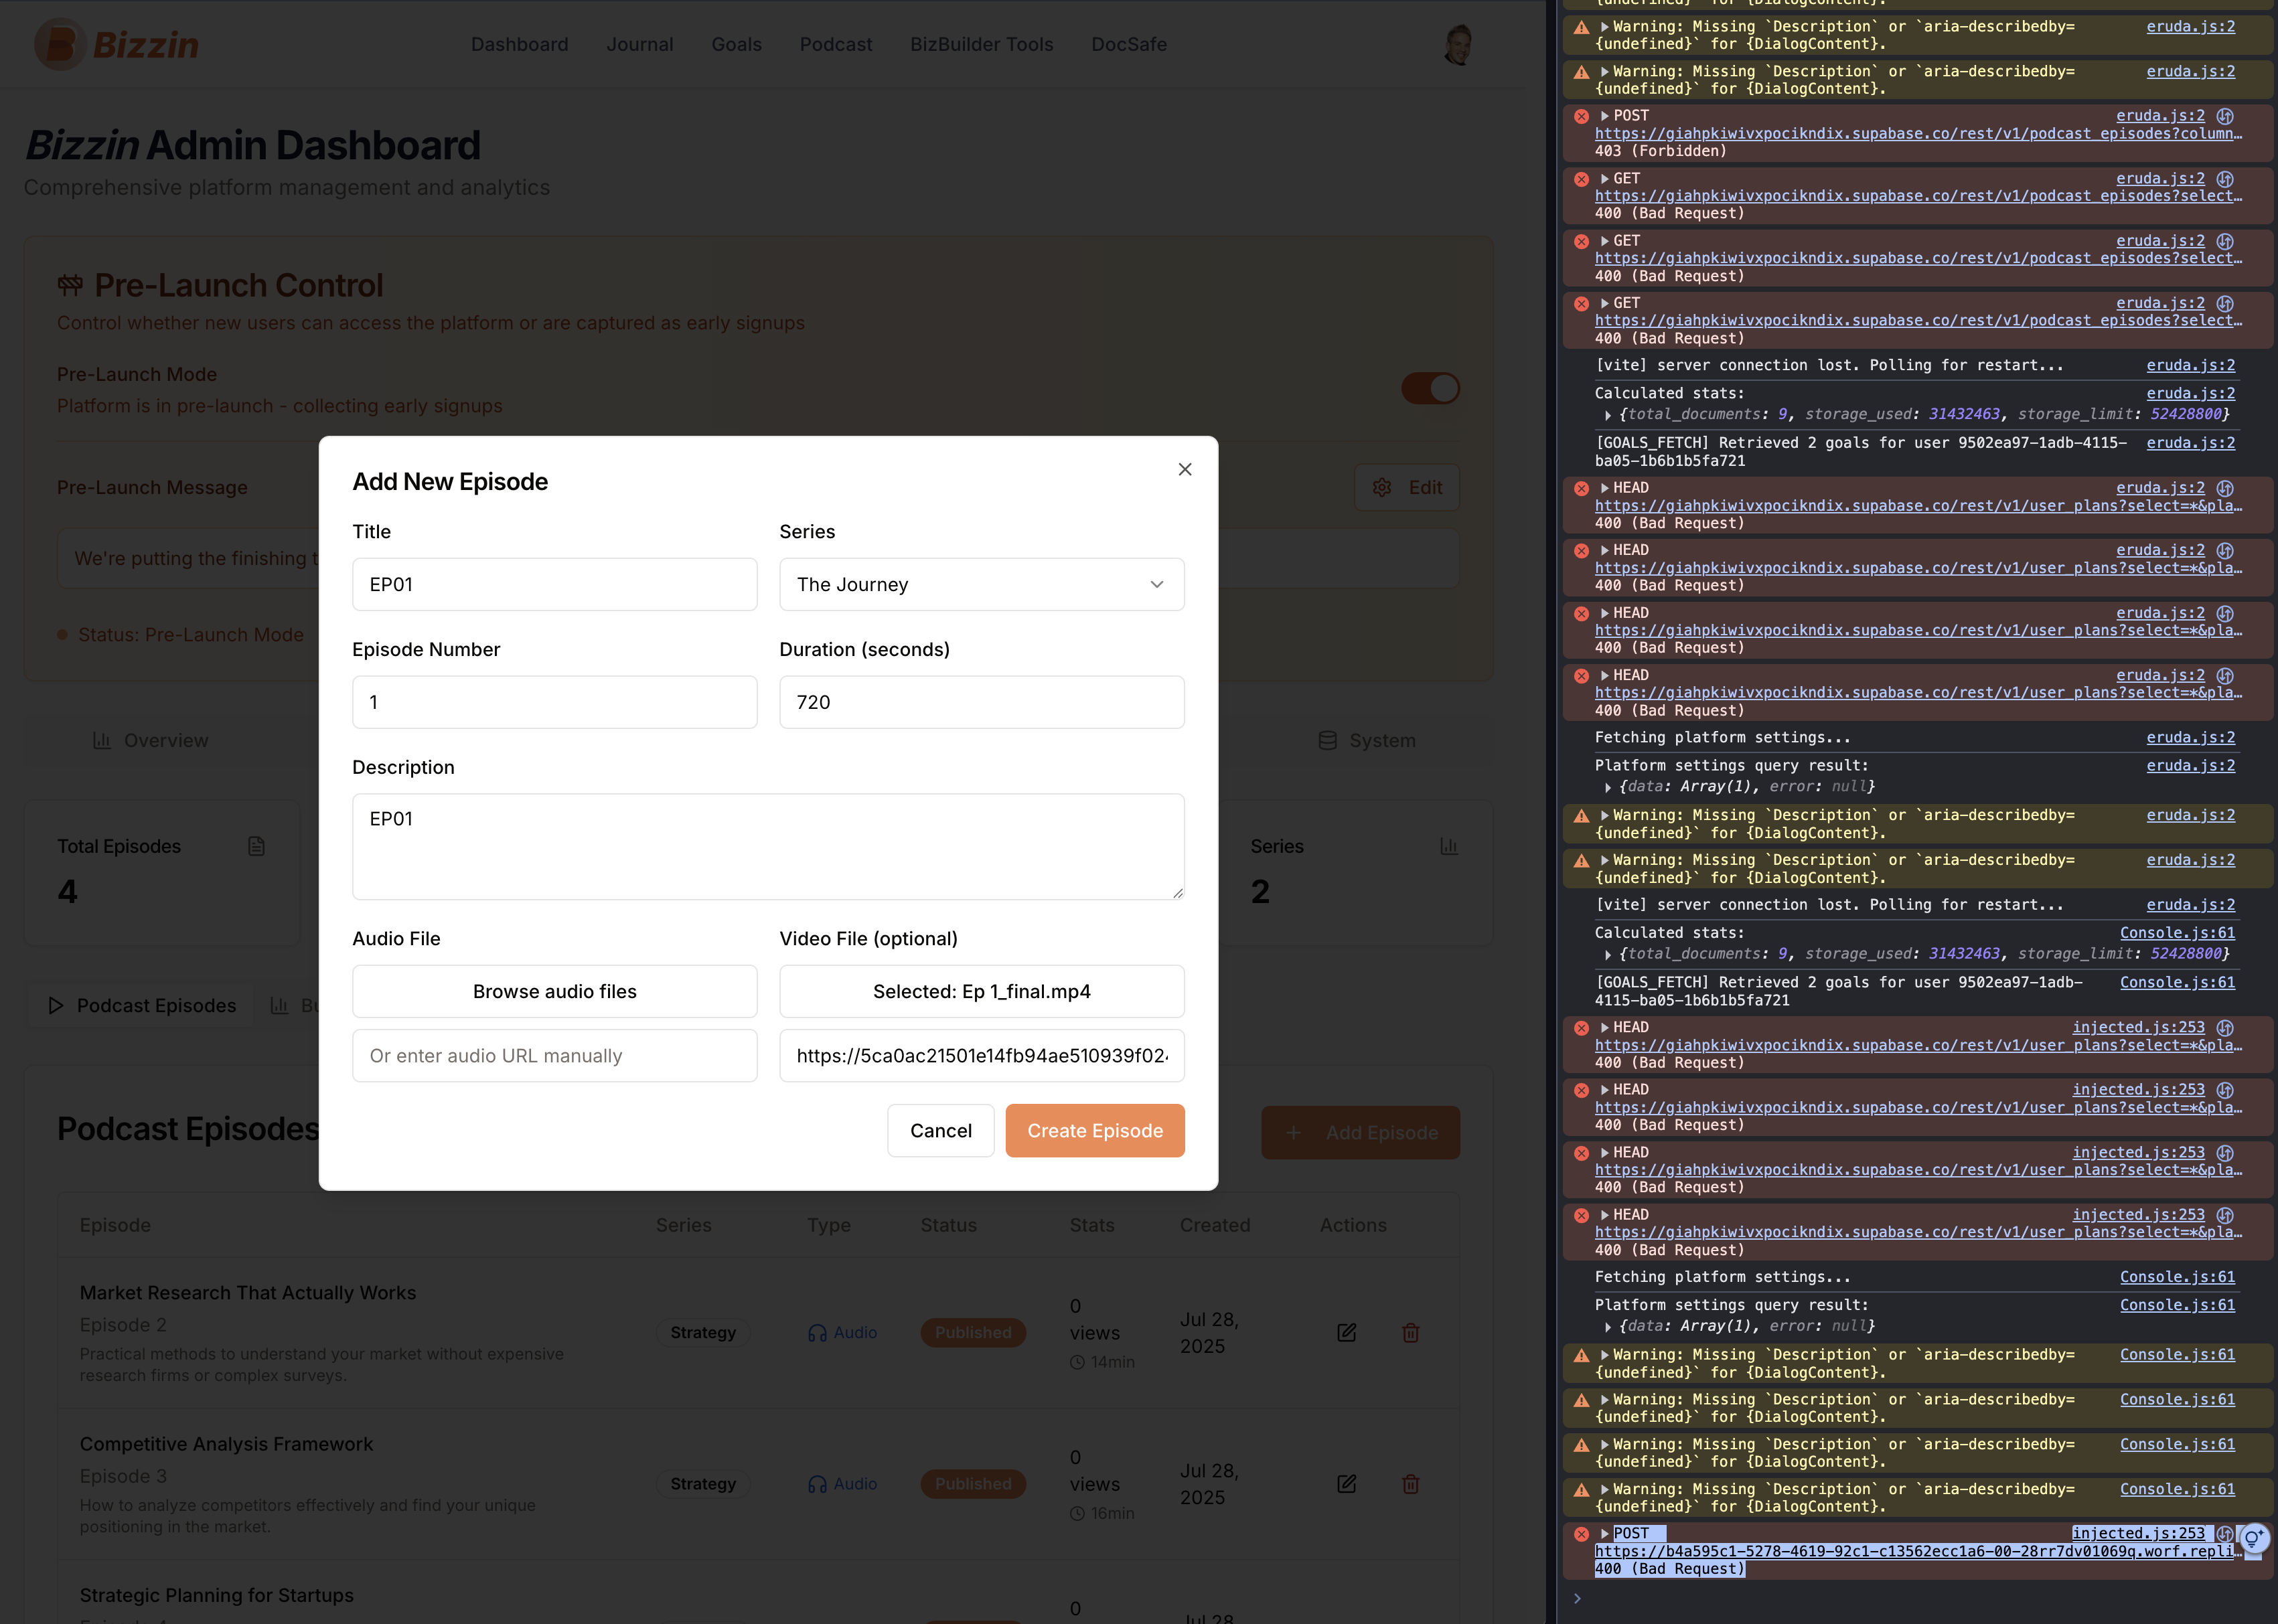 Bizzin
Dashboard
Journal
Goals
Podcast
BizBuilder Tools
DocSafe
Bizzin Admin Dashboard
Comprehensive platform management and analytics
Pre-Launch Control
Control whether new users can access the platform or are captured as early signups
Pre-Launch Mode
Platform is in pre-launch - collecting early signups
Pre-Launch Message
Edit
We're putting the finishing
Status: Pre-Launch Mode
Overview
System
Total Episodes
4
Series
2
Podcast Episodes
Podcast Episodes
Add Episode
Add New Episode
Title
Series
EP01
The Journey
Episode Number
Duration (seconds)
1
720
Description
EP01
Audio File
Video File (optional)
Browse audio files
Selected: Ep 1_final.mp4
Or enter audio URL manually
https://5ca0ac21501e14fb94ae510939f02
Cancel
Create Episode
Episode
Series
Type
Status
Stats
Created
Actions
Market Research That Actually Works
Episode 2
Practical methods to understand your market without expensive
research firms or complex surveys.
Strategy
Audio
Published
0
views
14min
Jul 28,
2025
Competitive Analysis Framework
Episode 3
How to analyze competitors effectively and find your unique
positioning in the market.
Strategy
Audio
Published
0
views
16min
Jul 28,
2025
Strategic Planning for Startups
0
Jul 28
{undefined}` for {DialogContent}.
Warning: Missing `Description` or `aria-describedby= eruda.js:2
{undefined}` for {DialogContent}.
Warning: Missing `Description` or `aria-describedby= eruda.js:2
{undefined}` for {DialogContent}.
POST eruda.js:2
https://giahpkiwivxpocikndix.supabase.co/rest/v1/podcast_episodes?column…
403 (Forbidden)
GET eruda.js:2
https://giahpkiwivxpocikndix.supabase.co/rest/v1/podcast_episodes?select…
400 (Bad Request)
GET eruda.js:2
https://giahpkiwivxpocikndix.supabase.co/rest/v1/podcast_episodes?select…
400 (Bad Request)
GET eruda.js:2
https://giahpkiwivxpocikndix.supabase.co/rest/v1/podcast_episodes?select…
400 (Bad Request)
[vite] server connection lost. Polling for restart... eruda.js:2
Calculated stats: eruda.js:2
{total_documents: 9, storage_used: 31432463, storage_limit: 52428800}
[GOALS_FETCH] Retrieved 2 goals for user 9502ea97-1adb-4115- eruda.js:2
ba05-1b6b1b5fa721
HEAD eruda.js:2
https://giahpkiwivxpocikndix.supabase.co/rest/v1/user_plans?select=*&pla…
400 (Bad Request)
HEAD eruda.js:2
https://giahpkiwivxpocikndix.supabase.co/rest/v1/user_plans?select=*&pla…
400 (Bad Request)
HEAD eruda.js:2
https://giahpkiwivxpocikndix.supabase.co/rest/v1/user_plans?select=*&pla…
400 (Bad Request)
HEAD eruda.js:2
https://giahpkiwivxpocikndix.supabase.co/rest/v1/user_plans?select=*&pla…
400 (Bad Request)
Fetching platform settings... eruda.js:2
Platform settings query result: eruda.js:2
{data: Array(1), error: null}
Warning: Missing `Description` or `aria-describedby= eruda.js:2
{undefined}` for {DialogContent}.
Warning: Missing `Description` or `aria-describedby= eruda.js:2
{undefined}` for {DialogContent}.
[vite] server connection lost. Polling for restart... eruda.js:2
Calculated stats: Console.js:61
{total_documents: 9, storage_used: 31432463, storage_limit: 52428800}
[GOALS_FETCH] Retrieved 2 goals for user 9502ea97-1adb- Console.js:61
4115-ba05-1b6b1b5fa721
HEAD injected.js:253
https://giahpkiwivxpocikndix.supabase.co/rest/v1/user_plans?select=*&pla…
400 (Bad Request)
HEAD injected.js:253
https://giahpkiwivxpocikndix.supabase.co/rest/v1/user_plans?select=*&pla…
400 (Bad Request)
HEAD injected.js:253
https://giahpkiwivxpocikndix.supabase.co/rest/v1/user_plans?select=*&pla…
400 (Bad Request)
HEAD injected.js:253
https://giahpkiwivxpocikndix.supabase.co/rest/v1/user_plans?select=*&pla…
400 (Bad Request)
Fetching platform settings... Console.js:61
Platform settings query result: Console.js:61
{data: Array(1), error: null}
Warning: Missing `Description` or `aria-describedby= Console.js:61
{undefined}` for {DialogContent}.
Warning: Missing `Description` or `aria-describedby= Console.js:61
{undefined}` for {DialogContent}.
Warning: Missing `Description` or `aria-describedby= Console.js:61
{undefined}` for {DialogContent}.
Warning: Missing `Description` or `aria-describedby= Console.js:61
{undefined}` for {DialogContent}.
POST injected.js:253
https://b4a595c1-5278-4619-92c1-c13562ecc1a6-00-28rr7dv01069q.worf.repli…
400 (Bad Request)